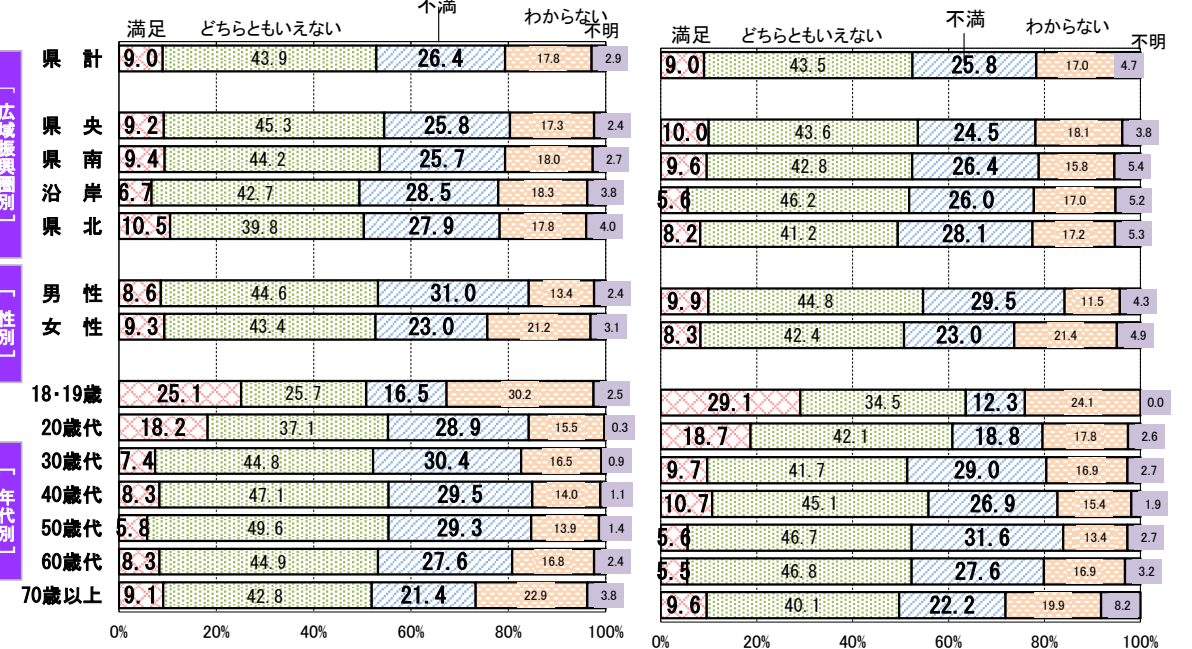 満足 どちらともいえない 不満 わからない 不明
満足 どちらともいえない 不満 わからない 不明
県 計 9.0 43.9 26.4 17.8 2.9 9.0 43.5 25.8 17.0 4.7
［広域振興圏別］
県 央 9.2 45.3 25.8 17.3 2.4 10.0 43.6 24.5 18.1 3.8
県 南 9.4 44.2 25.7 18.0 2.7 9.6 42.8 26.4 15.8 5.4
沿 岸 6.7 42.7 28.5 18.3 3.8 5.6 46.2 26.0 17.0 5.2
県 北 10.5 39.8 27.9 17.8 4.0 8.2 41.2 28.1 17.2 5.3
［性別］
男 性 8.6 44.6 31.0 13.4 2.4 9.9 44.8 29.5 11.5 4.3
女 性 9.3 43.4 23.0 21.2 3.1 8.3 42.4 23.0 21.4 4.9
［年代別］
18・19歳 25.1 25.7 16.5 30.2 2.5 29.1 34.5 12.3 24.1 0.0
20歳代 18.2 37.1 28.9 15.5 0.3 18.7 42.1 18.8 17.8 2.6
30歳代 7.4 44.8 30.4 16.5 0.9 9.7 41.7 29.0 16.9 2.7
40歳代 8.3 47.1 29.5 14.0 1.1 10.7 45.1 26.9 15.4 1.9
50歳代 5.8 49.6 29.3 13.9 1.4 5.6 46.7 31.6 13.4 2.7
60歳代 8.3 44.9 27.6 16.8 2.4 5.5 46.8 27.6 16.9 3.2
70歳以上 9.1 42.8 21.4 22.9 3.8 9.6 40.1 22.2 19.9 8.2
0% 20% 40% 60% 80% 100% 0% 20% 40% 60% 80% 100%